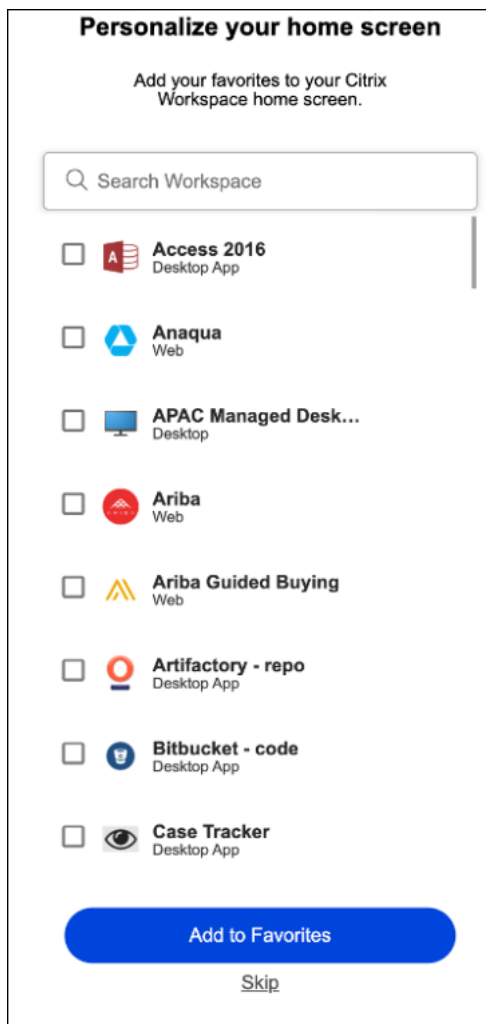 Personalize your home screen
Add your favorites to your Citrix
Workspace home screen.
Search Workspace
Access 2016
Desktop App
Anaqua
Web
APAC Managed Desk...
Desktop
Ariba
Web
Ariba Guided Buying
Web
Artifactory - repo
Desktop App
Bitbucket - code
Desktop App
Case Tracker
Desktop App
Add to Favorites
Skip